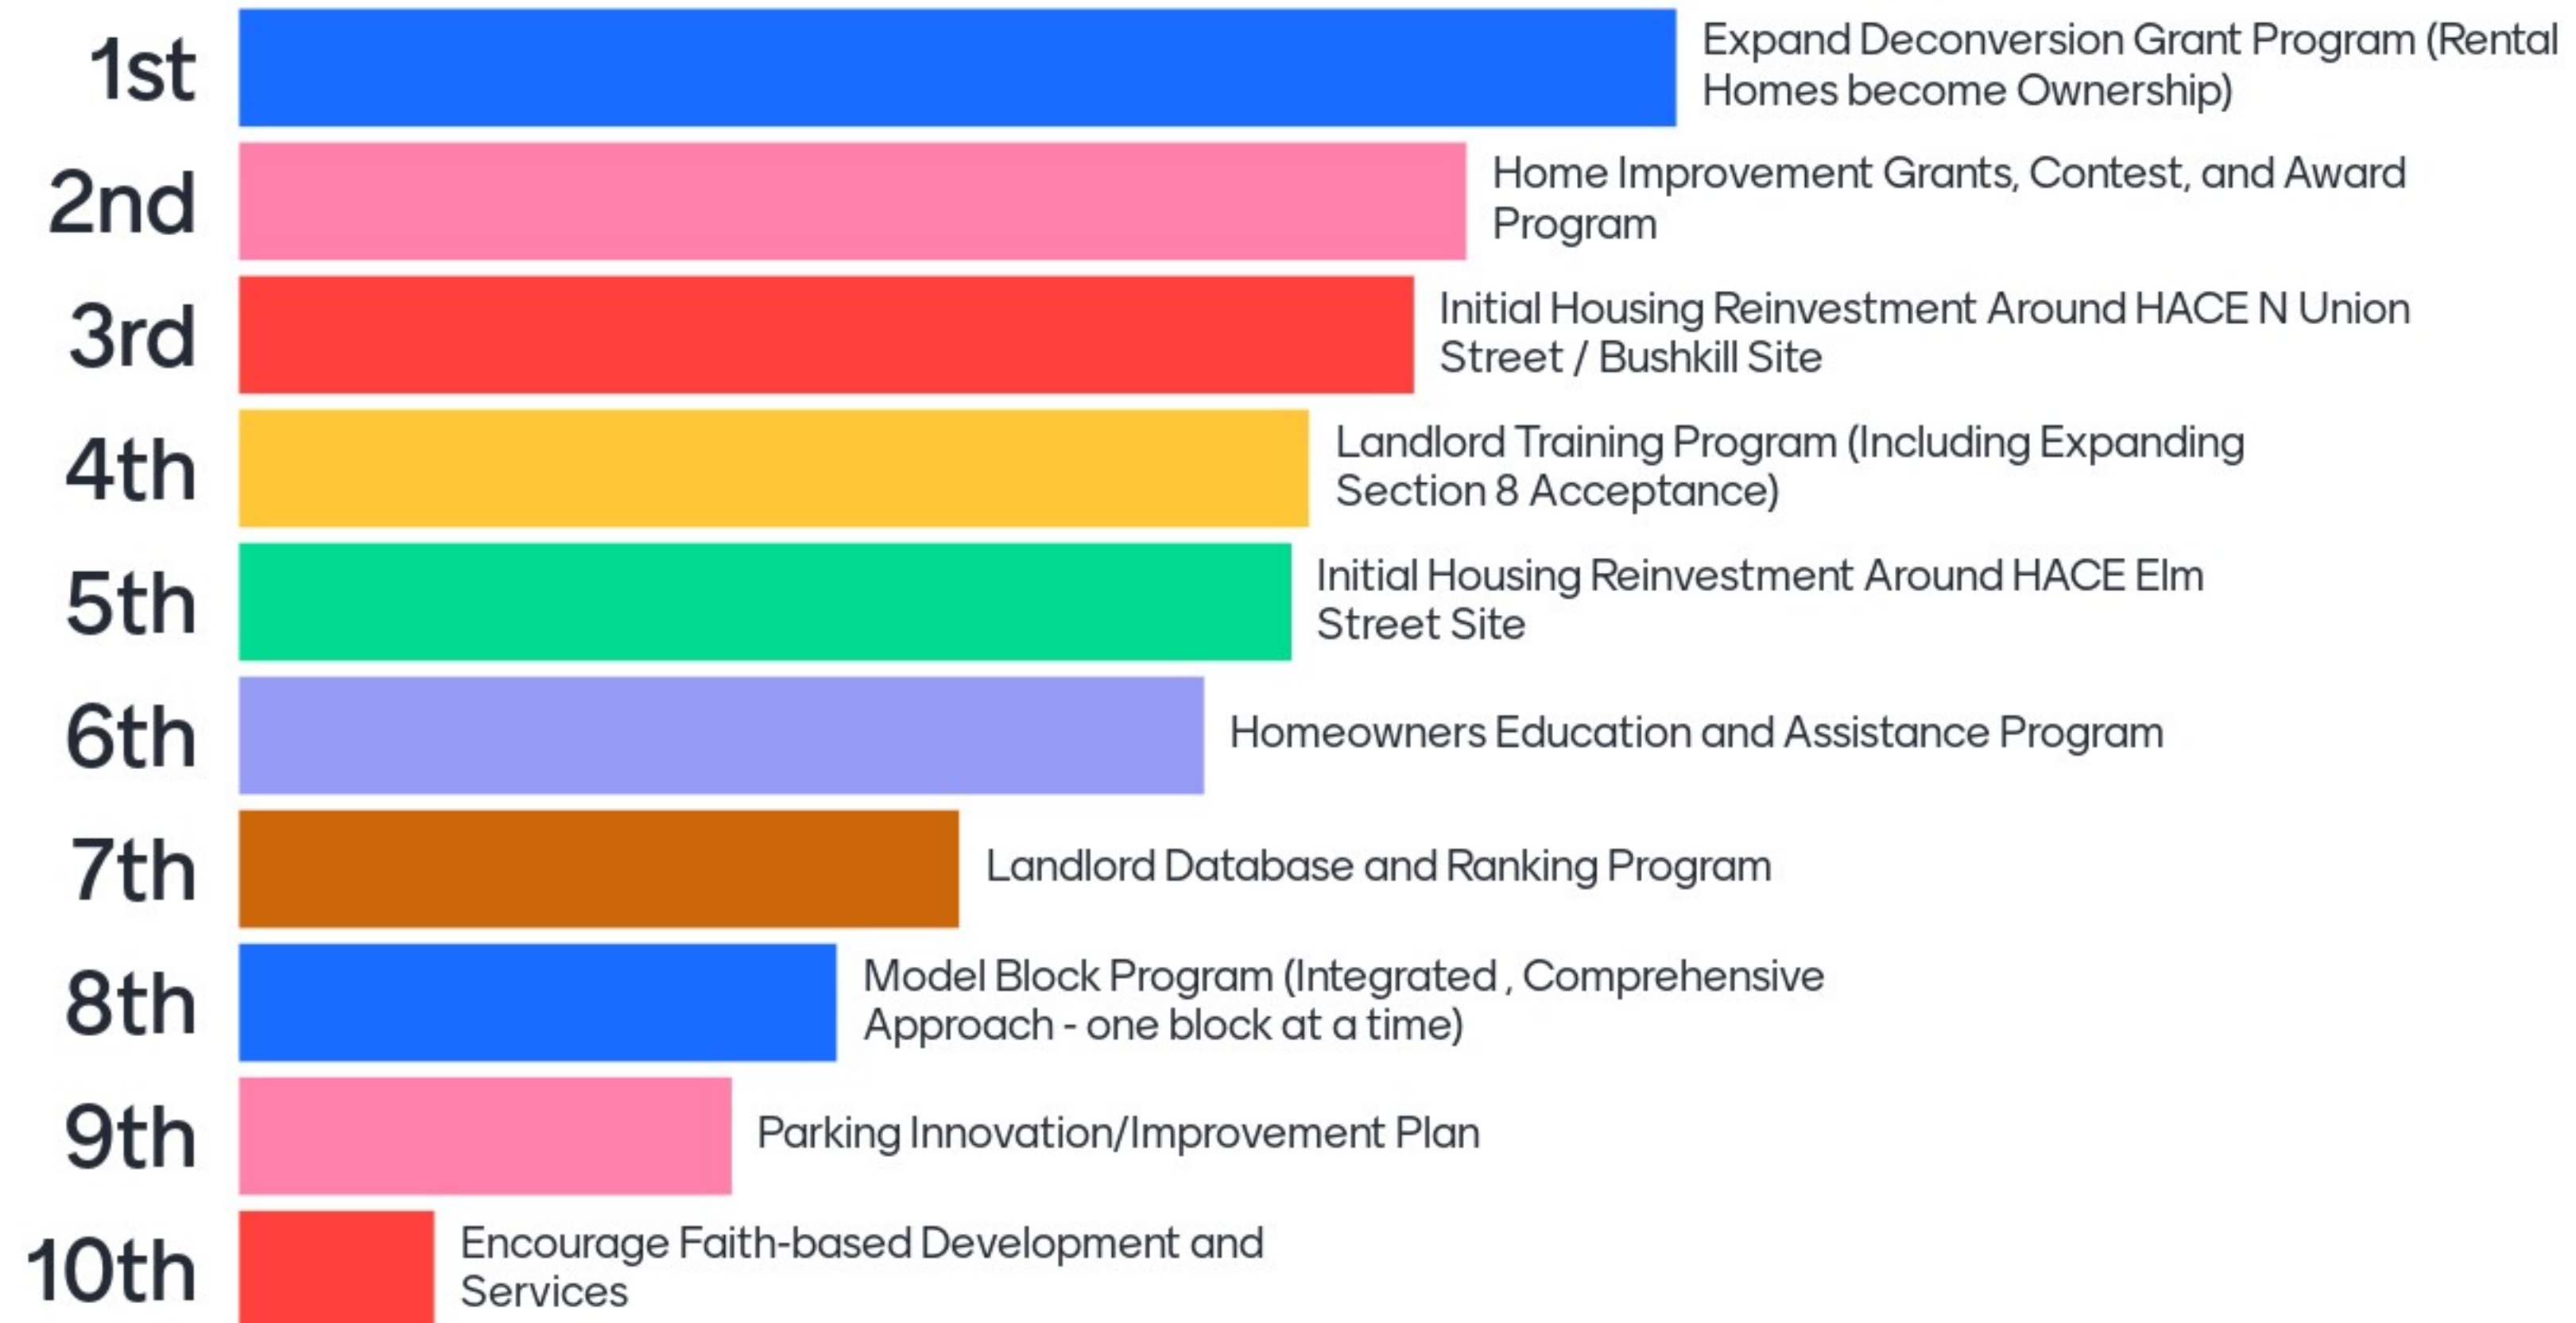 1st
Expand Deconversion Grant Program (Rental
Homes become Ownership)
2nd
Home Improvement Grants, Contest, and Award
Program
3rd
Initial Housing Reinvestment Around HACE N Union
Street / Bushkill Site
4th
Landlord Training Program (Including Expanding
Section 8 Acceptance)
5th
Initial Housing Reinvestment Around HACE Elm
Street Site
6th
Homeowners Education and Assistance Program
7th
Landlord Database and Ranking Program
8th
Model Block Program (Integrated , Comprehensive
Approach - one block at a time)
9th
Parking Innovation/Improvement Plan
10th
Encourage Faith-based Development and
Services